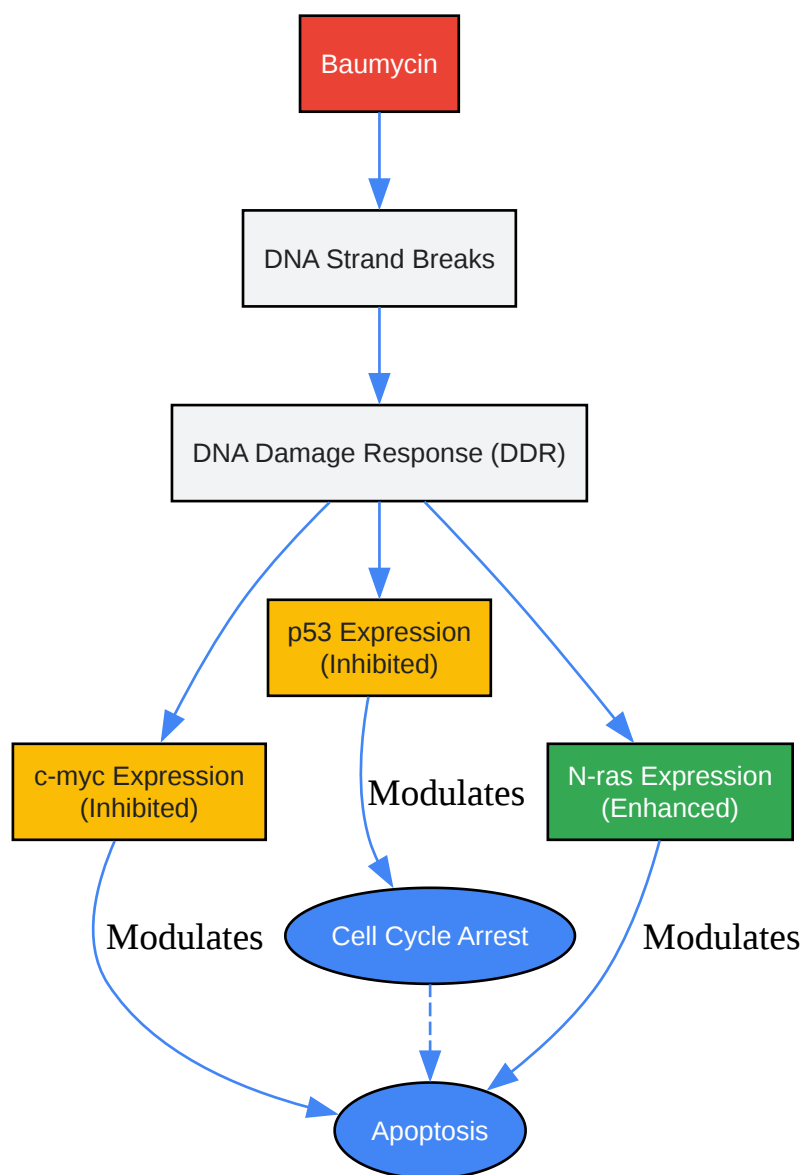 Baumycin
DNA Strand Breaks
DNA Damage Response (DDR)
p53 Expression
(Inhibited)
c-myc Expression
(Inhibited)
N-ras Expression
(Enhanced)
Modulates
Cell Cycle Arrest
Modulates
Modulates
Apoptosis